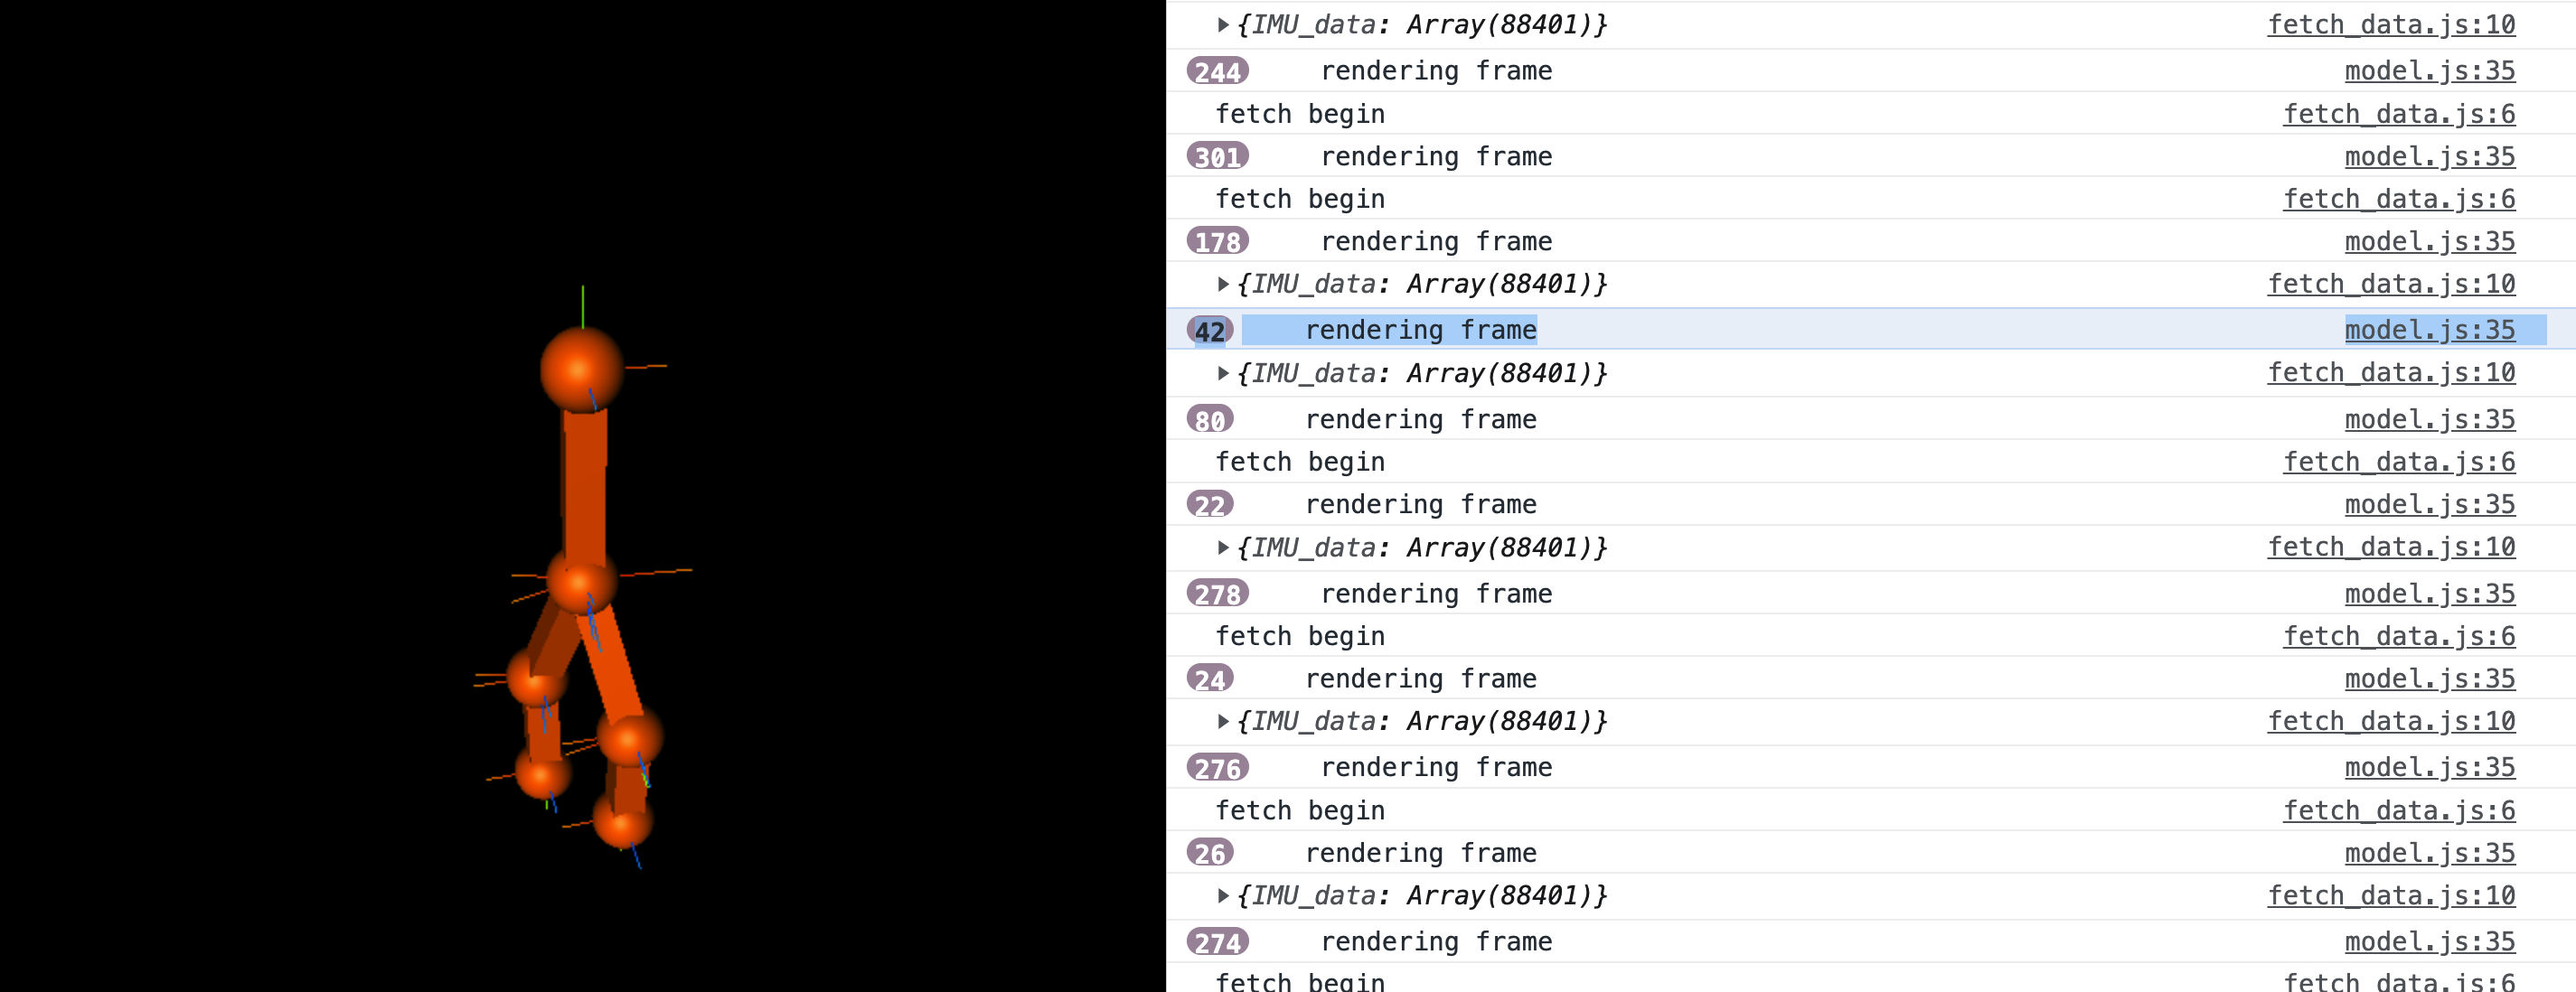 ▶{IMU_data: Array(88401)} fetch_data.js:10
244 rendering frame model.js:35
fetch begin fetch_data.js:6
301 rendering frame model.js:35
fetch begin fetch_data.js:6
178 rendering frame model.js:35
▶{IMU_data: Array(88401)} fetch_data.js:10
42 rendering frame model.js:35
▶{IMU_data: Array(88401)} fetch_data.js:10
80 rendering frame model.js:35
fetch begin fetch_data.js:6
22 rendering frame model.js:35
▶{IMU_data: Array(88401)} fetch_data.js:10
278 rendering frame model.js:35
fetch begin fetch_data.js:6
24 rendering frame model.js:35
▶{IMU_data: Array(88401)} fetch_data.js:10
276 rendering frame model.js:35
fetch begin fetch_data.js:6
26 rendering frame model.js:35
▶{IMU_data: Array(88401)} fetch_data.js:10
274 rendering frame model.js:35
fetch begin fetch_data.js:6